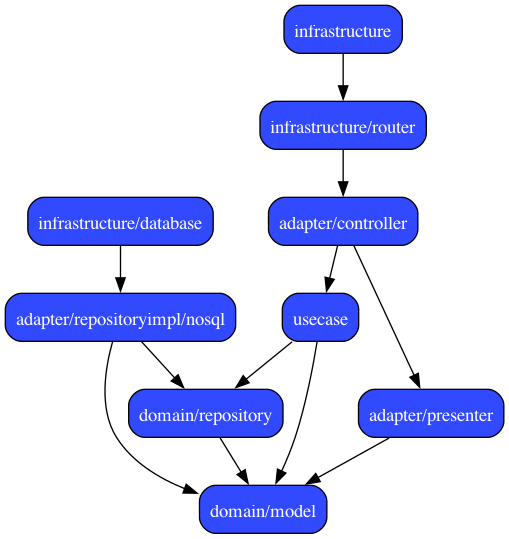 infrastructure
infrastructure/router
infrastructure/database
adapter/controller
adapter/repositoryimpl/nosql
usecase
domain/repository
adapter/presenter
domain/model